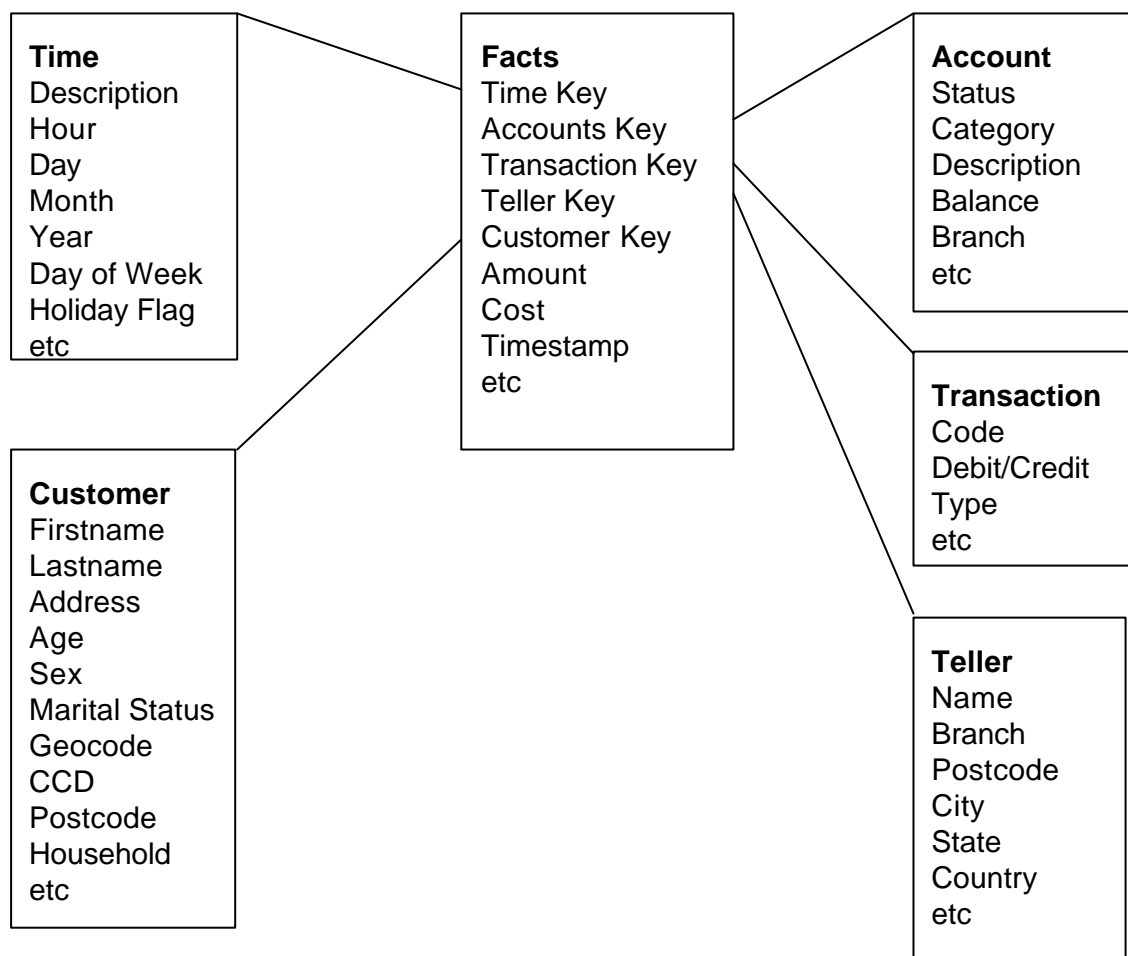 Time
Description
Hour
Day
Month
Year
Day of Week
Holiday Flag
etc
Facts
Time Key
Accounts Key
Transaction Key
Teller Key
Customer Key
Amount
Cost
Timestamp
etc
Account
Status
Category
Description
Balance
Branch
etc
Transaction
Code
Debit/Credit
Type
etc
Customer
Firstname
Lastname
Address
Age
Sex
Marital Status
Geocode
CCD
Postcode
Household
etc
Teller
Name
Branch
Postcode
City
State
Country
etc